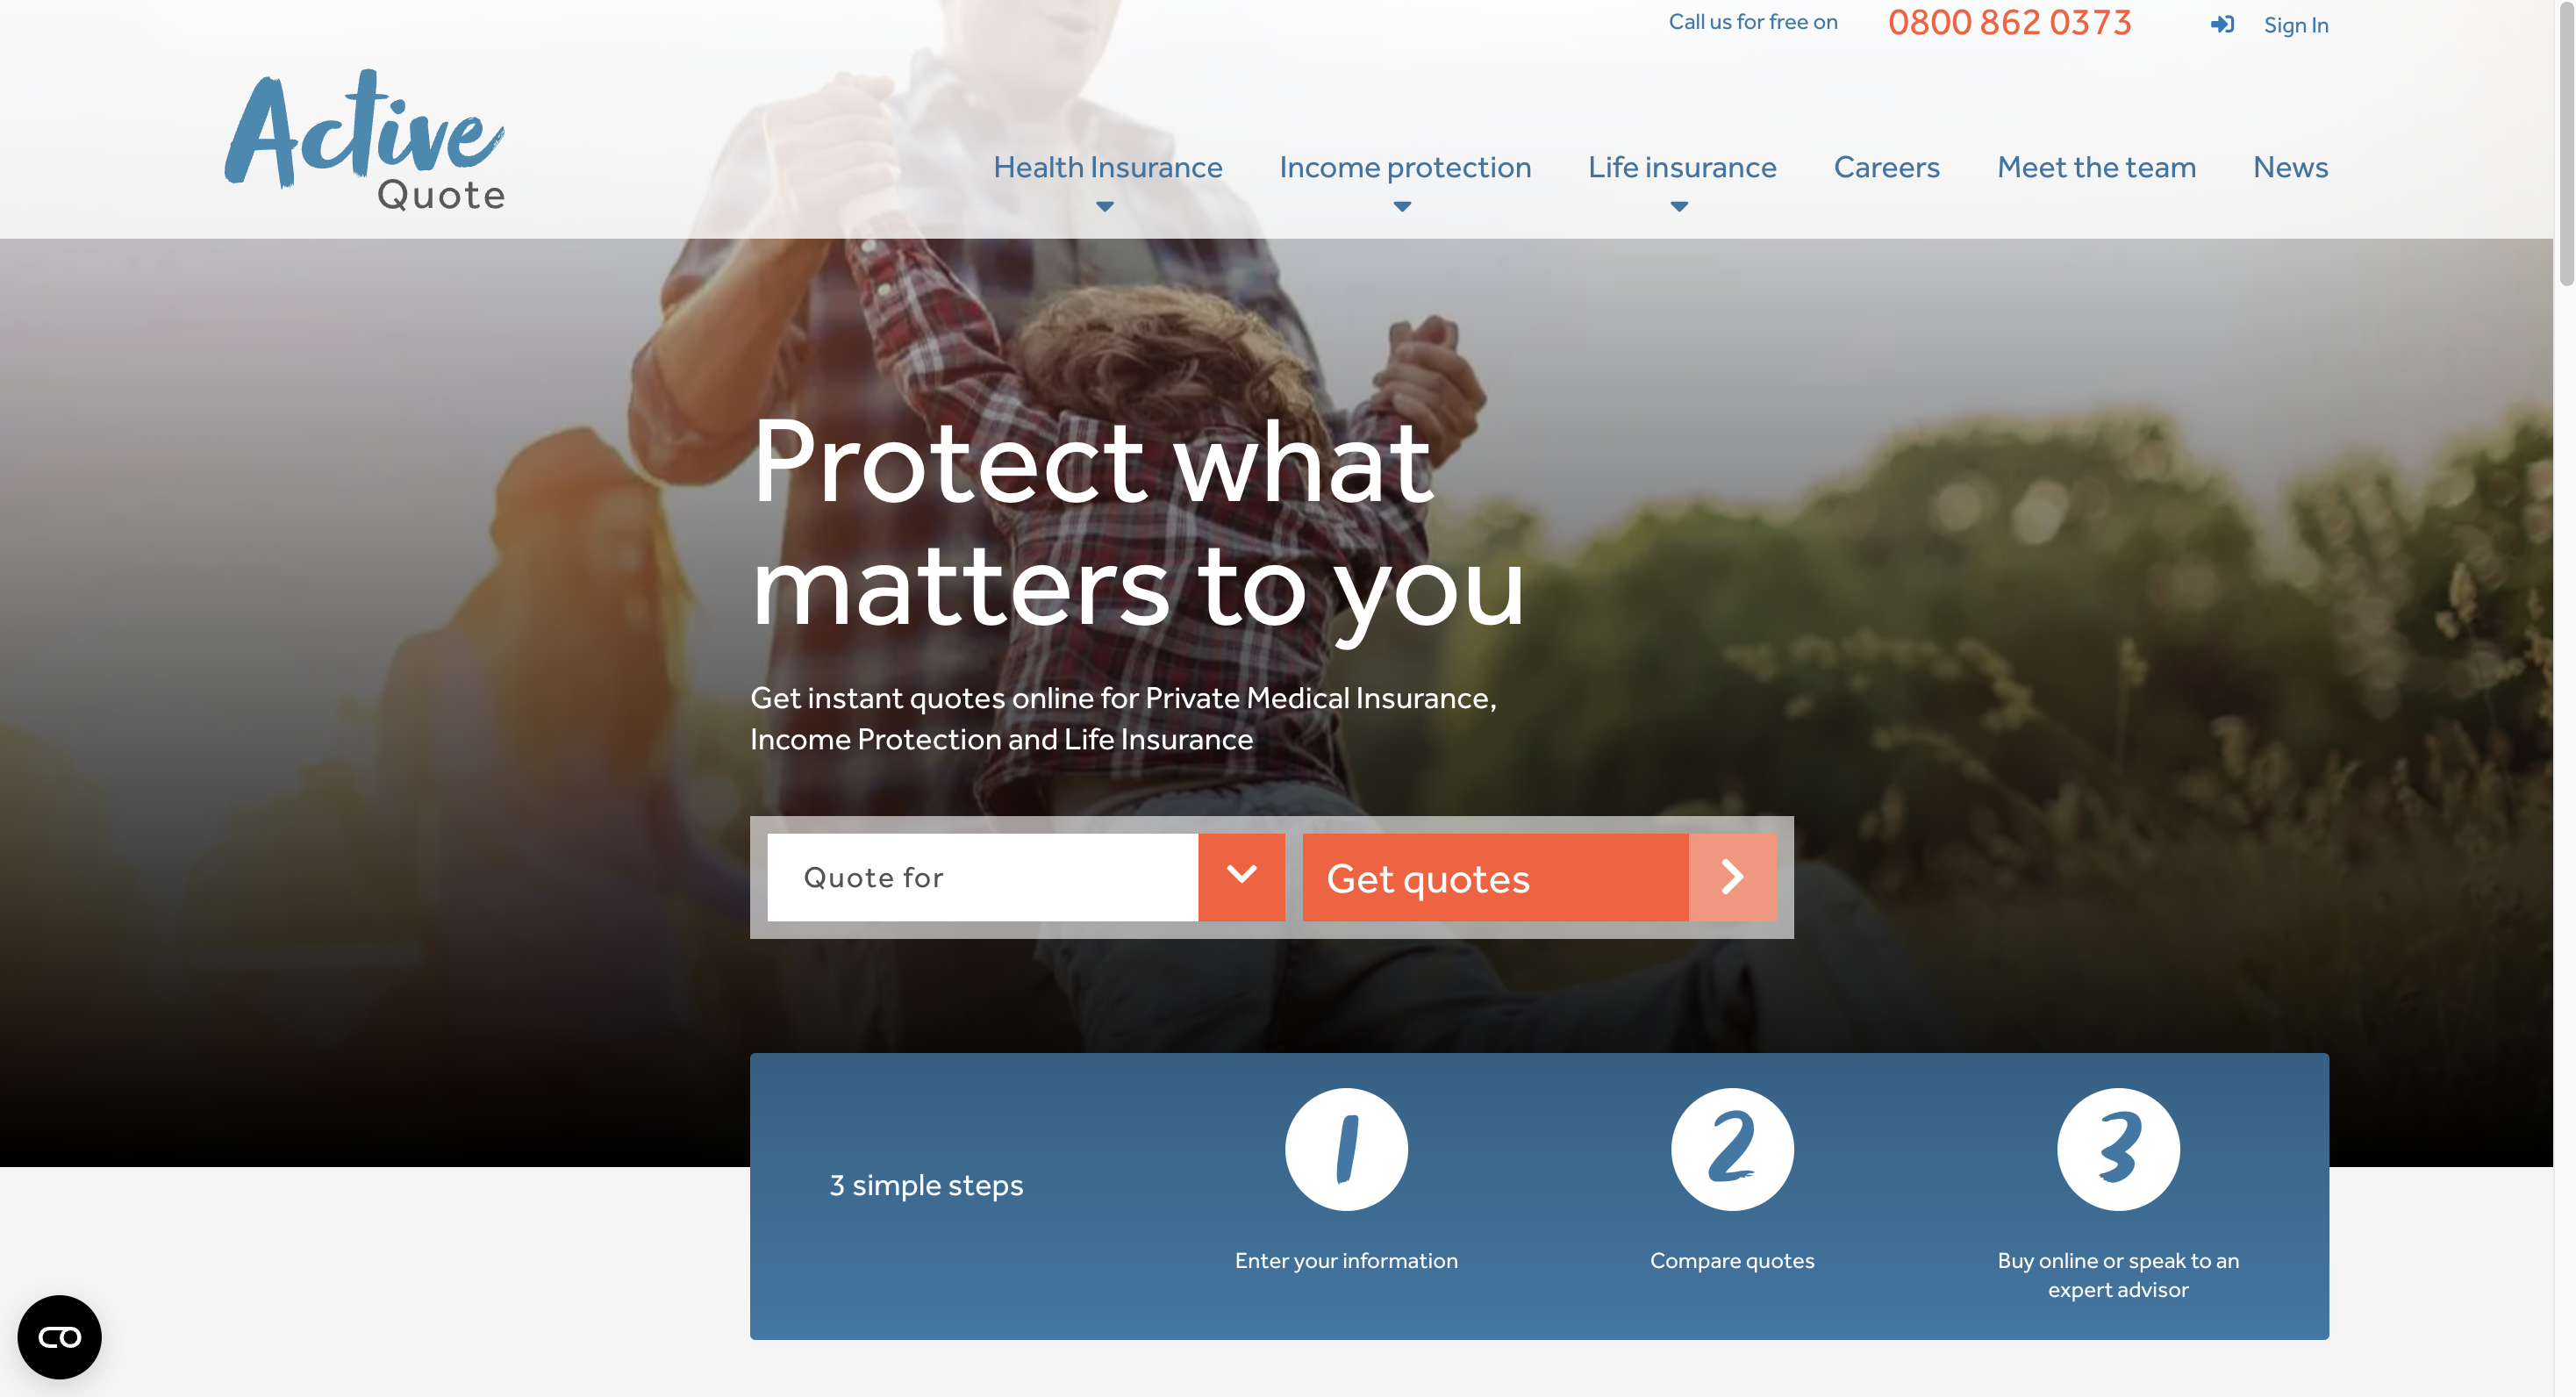 Call us for free on 0800 862 0373 Sign In
Active
Quote
Health Insurance Income protection Life insurance Careers Meet the team News
Protect what
matters to you
Get instant quotes online for Private Medical Insurance,
Income Protection and Life Insurance
Quote for Get quotes
3 simple steps
1 2 3
Enter your information Compare quotes Buy online or speak to an
expert advisor